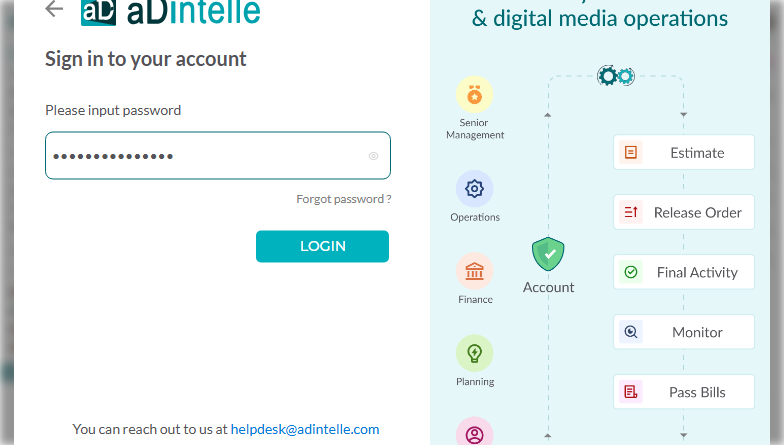 aD aDintelle
Sign in to your account
Please input password
•••••••••••••••
Forgot password ?
LOGIN
You can reach out to us at helpdesk@adintelle.com
& digital media operations
Senior
Management
Operations
Finance
Planning
Account
Estimate
Release Order
Final Activity
Monitor
Pass Bills